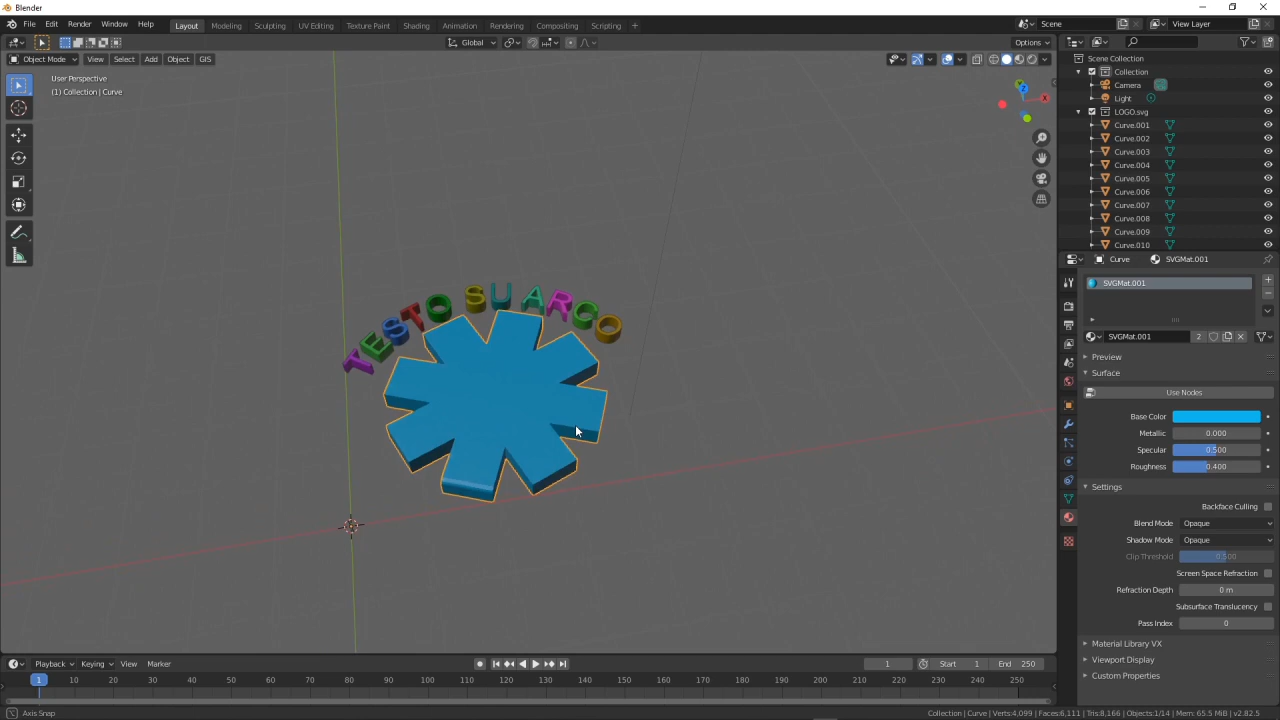 Blender
File Edit Render Window Help
Layout Modeling Sculpting UV Editing Texture Paint Shading Animation Rendering Compositing Scripting +
Scene
View Layer
Global
Options
Object Mode View Select Add Object GIS
User Perspective
(1) Collection | Curve
TESTO SU ARCO
Scene Collection
Collection
Camera
Light
LOGO.svg
Curve.001
Curve.002
Curve.003
Curve.004
Curve.005
Curve.006
Curve.007
Curve.008
Curve.009
Curve.010
Curve SVGMat.001
SVGMat.001
SVGMat.001 2
Preview
Surface
Use Nodes
Base Color
Metallic 0.000
Specular 0.500
Roughness 0.400
Settings
Backface Culling
Blend Mode Opaque
Shadow Mode Opaque
Clip Threshold 0.500
Screen Space Refraction
Refraction Depth 0 m
Subsurface Translucency
Pass Index 0
Material Library VX
Viewport Display
Custom Properties
Playback Keying View Marker
1 Start 1 End 250
1 10 20 30 40 50 60 70 80 90 100 110 120 130 140 150 160 170 180 190 200 210 220 230 240 250
Axis Snap
Collection | Curve | Verts:4,099 | Faces:6,111 | Tris:8,166 | Objects:1/14 | Mem: 65.5 MiB | v2.82.5